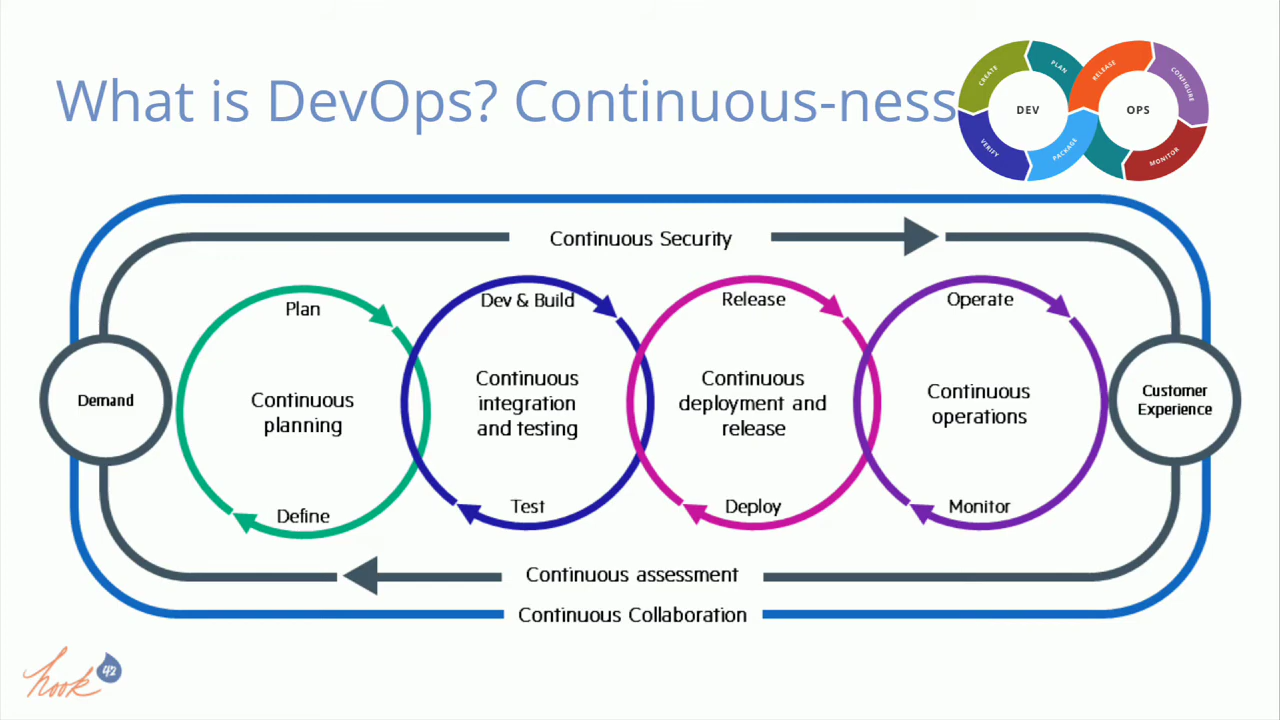 What is DevOps? Continuous-ness
CREATE
PLAN
RELEASE
CONFIGURE
DEV
OPS
VERIFY
PACKAGE
MONITOR
Continuous Security
Plan
Dev & Build
Release
Operate
Demand
Continuous
planning
Continuous
integration
and testing
Continuous
deployment and
release
Continuous
operations
Customer
Experience
Define
Test
Deploy
Monitor
Continuous assessment
Continuous Collaboration
hook 42